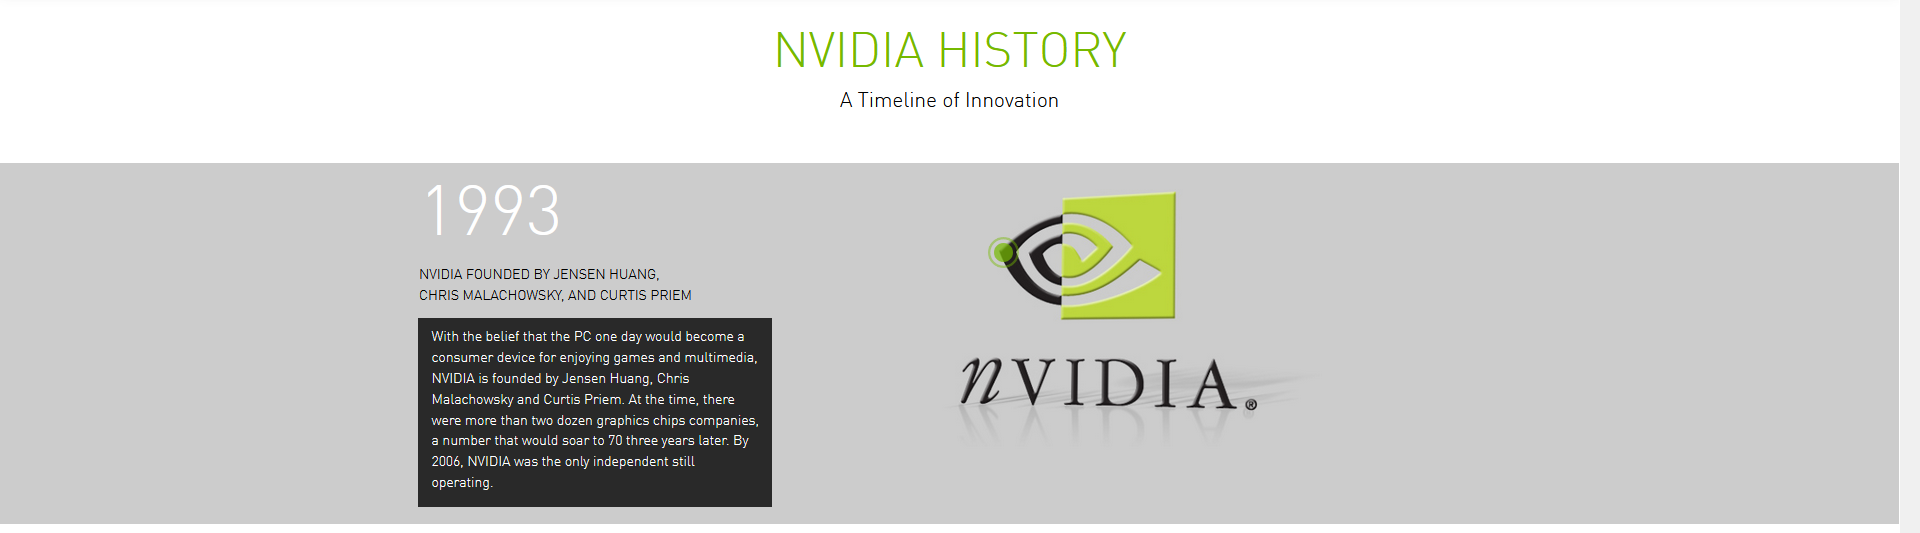 NVIDIA HISTORY
A Timeline of Innovation
1993
NVIDIA FOUNDED BY JENSEN HUANG,
CHRIS MALACHOWSKY, AND CURTIS PRIEM
With the belief that the PC one day would become a
consumer device for enjoying games and multimedia,
NVIDIA is founded by Jensen Huang, Chris
Malachowsky and Curtis Priem. At the time, there
were more than two dozen graphics chips companies,
a number that would soar to 70 three years later. By
2006, NVIDIA was the only independent still
operating.
nVIDIA®